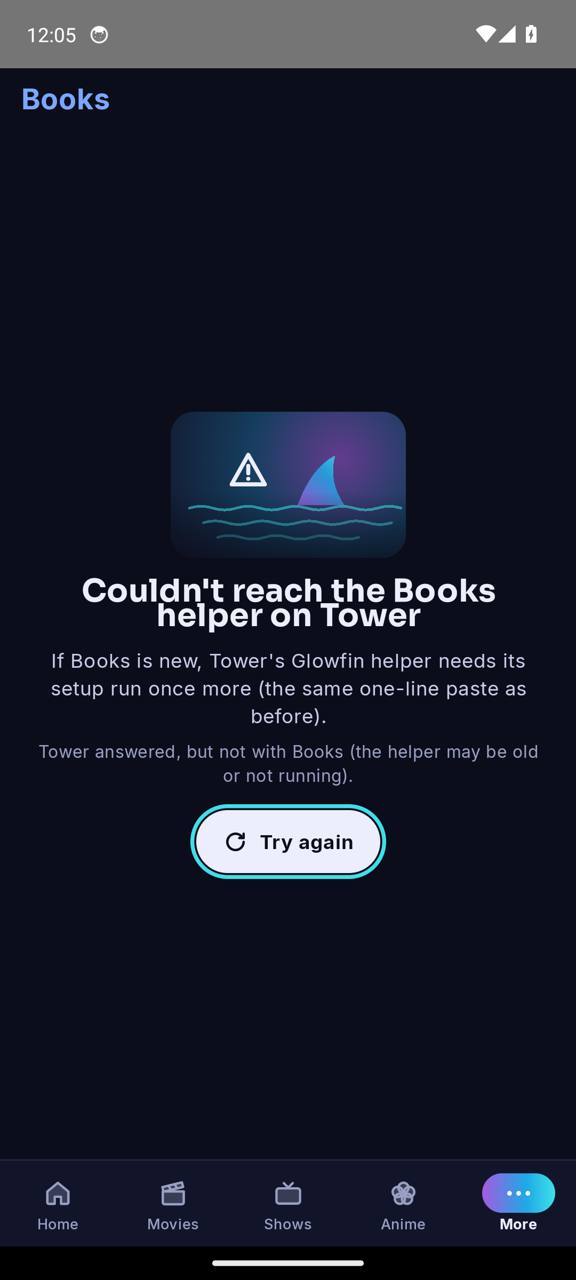 12:05
Books
Couldn't reach the Books
helper on Tower
If Books is new, Tower's Glowfin helper needs its
setup run once more (the same one-line paste as
before).
Tower answered, but not with Books (the helper may be old
or not running).
Try again
Home
Movies
Shows
Anime
More